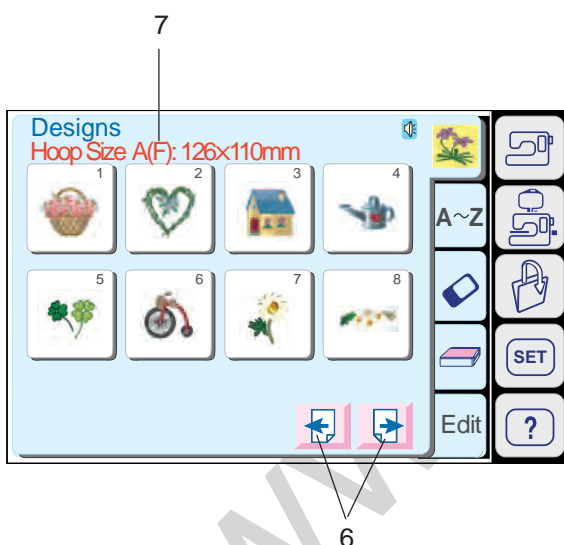 7
Designs
Hoop Size A(F): 126×110mm
1 2 3 4
A~Z
5 6 7 8
SET
Edit ?
6